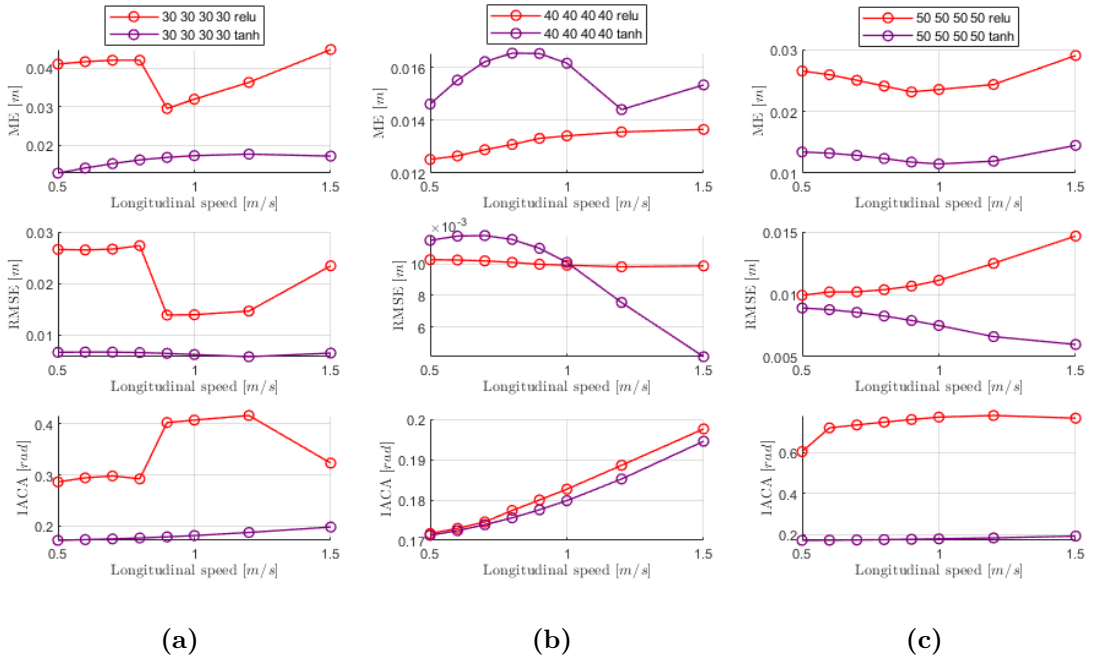 30 30 30 30 relu
30 30 30 30 tanh
ME [m]
0.04
0.03
0.02
0.5 1 1.5
Longitudinal speed [m/s]
RMSE [m]
0.03
0.02
0.01
0.5 1 1.5
Longitudinal speed [m/s]
IACA [rad]
0.4
0.3
0.2
0.5 1 1.5
Longitudinal speed [m/s]
(a)
40 40 40 40 relu
40 40 40 40 tanh
ME [m]
0.016
0.014
0.012
0.5 1 1.5
Longitudinal speed [m/s]
× 10⁻³
RMSE [m]
10
8
6
0.5 1 1.5
Longitudinal speed [m/s]
IACA [rad]
0.2
0.19
0.18
0.17
0.5 1 1.5
Longitudinal speed [m/s]
(b)
50 50 50 50 relu
50 50 50 50 tanh
ME [m]
0.03
0.02
0.01
0.5 1 1.5
Longitudinal speed [m/s]
RMSE [m]
0.015
0.01
0.005
0.5 1 1.5
Longitudinal speed [m/s]
IACA [rad]
0.6
0.4
0.2
0.5 1 1.5
Longitudinal speed [m/s]
(c)